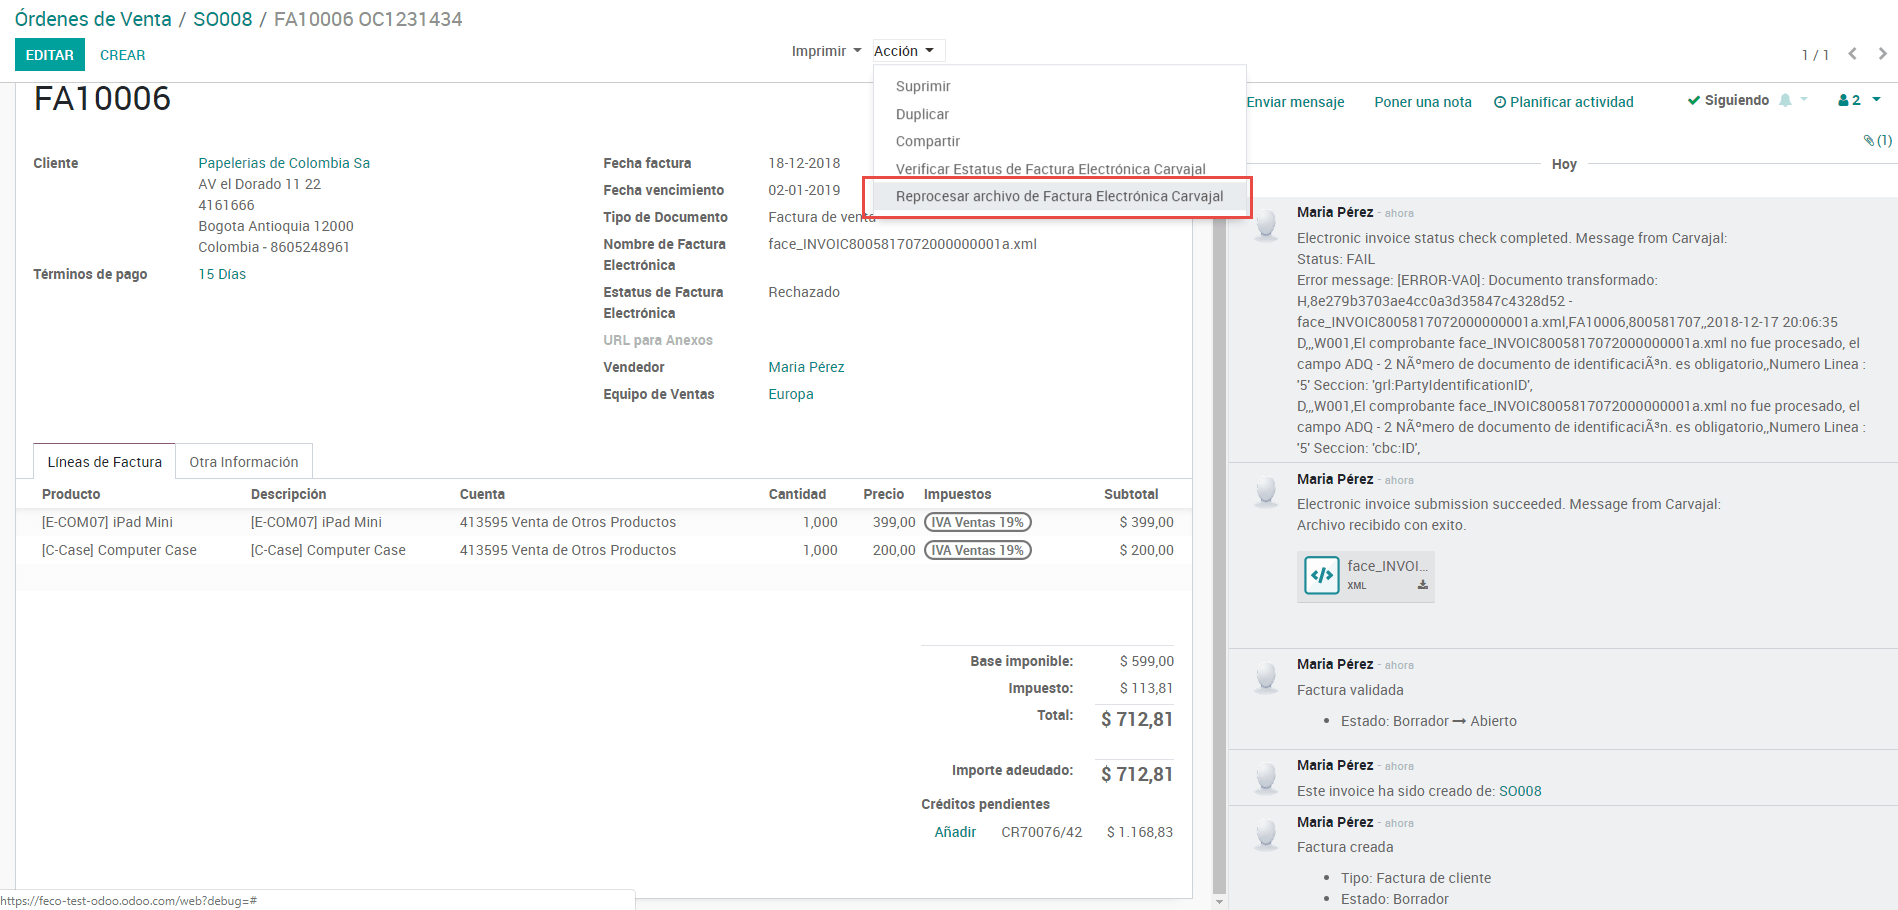 Órdenes de Venta / SO008 / FA10006 OC1231434
EDITAR CREAR
Imprimir Acción
1 / 1
Suprimir
Duplicar
Compartir
Verificar Estatus de Factura Electrónica Carvajal
Reprocesar archivo de Factura Electrónica Carvajal
Enviar mensaje Poner una nota Planificar actividad Siguiendo 2
(1)
FA10006
Cliente Papelerias de Colombia Sa
AV el Dorado 11 22
4161666
Bogota Antioquia 12000
Colombia - 8605248961
Términos de pago 15 Días
Fecha factura 18-12-2018
Fecha vencimiento 02-01-2019
Tipo de Documento Factura de venta
Nombre de Factura face_INVOIC8005817072000000001a.xml
Electrónica
Estatus de Factura Rechazado
Electrónica
URL para Anexos
Vendedor Maria Pérez
Equipo de Ventas Europa
Líneas de Factura Otra Información
Producto Descripción Cuenta Cantidad Precio Impuestos Subtotal
[E-COM07] iPad Mini [E-COM07] iPad Mini 413595 Venta de Otros Productos 1,000 399,00 IVA Ventas 19% $ 399,00
[C-Case] Computer Case [C-Case] Computer Case 413595 Venta de Otros Productos 1,000 200,00 IVA Ventas 19% $ 200,00
Base imponible: $ 599,00
Impuesto: $ 113,81
Total: $ 712,81
Importe adeudado: $ 712,81
Créditos pendientes
Añadir CR70076/42 $ 1.168,83
Hoy
Maria Pérez - ahora
Electronic invoice status check completed. Message from Carvajal:
Status: FAIL
Error message: [ERROR-VA0]: Documento transformado:
H,8e279b3703ae4cc0a3d35847c4328d52 -
face_INVOIC8005817072000000001a.xml,FA10006,800581707,,2018-12-17 20:06:35
D,,,W001,El comprobante face_INVOIC8005817072000000001a.xml no fue procesado, el
campo ADQ - 2 NÃºmero de documento de identificaciÃ³n. es obligatorio,,Numero Linea :
'5' Seccion: 'grl:PartyIdentificationID',
D,,,W001,El comprobante face_INVOIC8005817072000000001a.xml no fue procesado, el
campo ADQ - 2 NÃºmero de documento de identificaciÃ³n. es obligatorio,,Numero Linea :
'5' Seccion: 'cbc:ID',
Maria Pérez - ahora
Electronic invoice submission succeeded. Message from Carvajal:
Archivo recibido con exito.
face_INVOI...
XML
Maria Pérez - ahora
Factura validada
• Estado: Borrador → Abierto
Maria Pérez - ahora
Este invoice ha sido creado de: SO008
Maria Pérez - ahora
Factura creada
• Tipo: Factura de cliente
• Estado: Borrador
https://feco-test-odoo.odoo.com/web?debug=#